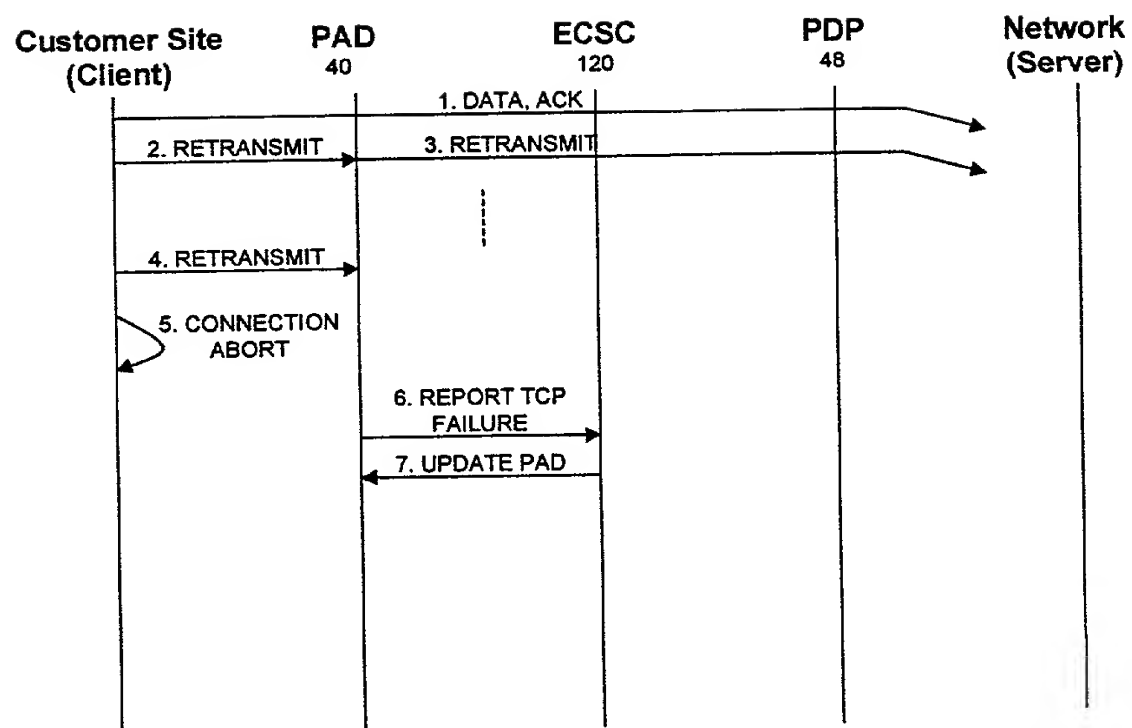 Customer Site PAD ECSC PDP Network
(Client) 40 120 48 (Server)
1. DATA, ACK
2. RETRANSMIT 3. RETRANSMIT
4. RETRANSMIT
5. CONNECTION
ABORT
6. REPORT TCP
FAILURE
7. UPDATE PAD